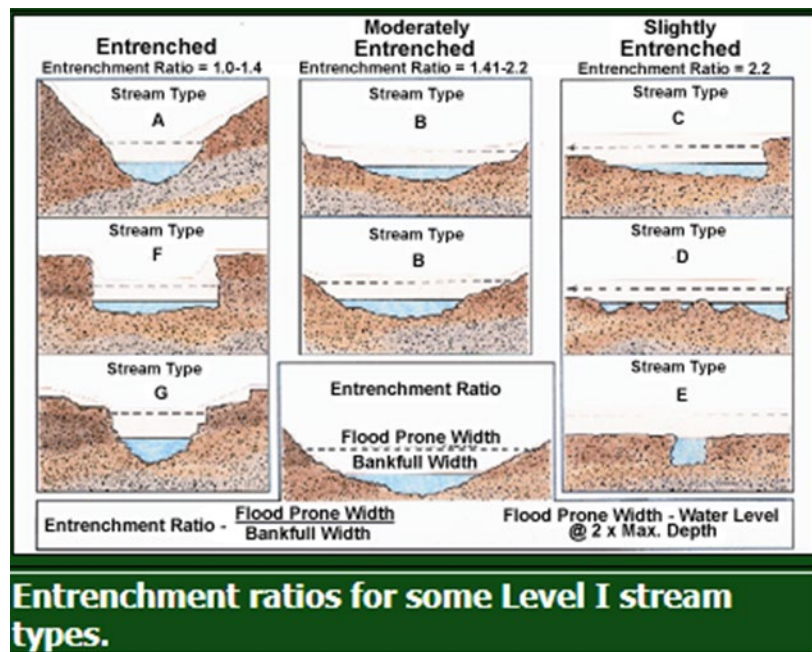 Entrenched
Entrenchment Ratio = 1.0-1.4
Moderately
Entrenched
Entrenchment Ratio = 1.41-2.2
Slightly
Entrenched
Entrenchment Ratio = 2.2
Stream Type
A
Stream Type
B
Stream Type
C
Stream Type
F
Stream Type
B
Stream Type
D
Stream Type
G
Entrenchment Ratio
Flood Prone Width
Bankfull Width
Stream Type
E
Entrenchment Ratio - Flood Prone Width
Bankfull Width
Flood Prone Width - Water Level
@ 2 x Max. Depth
Entrenchment ratios for some Level I stream
types.